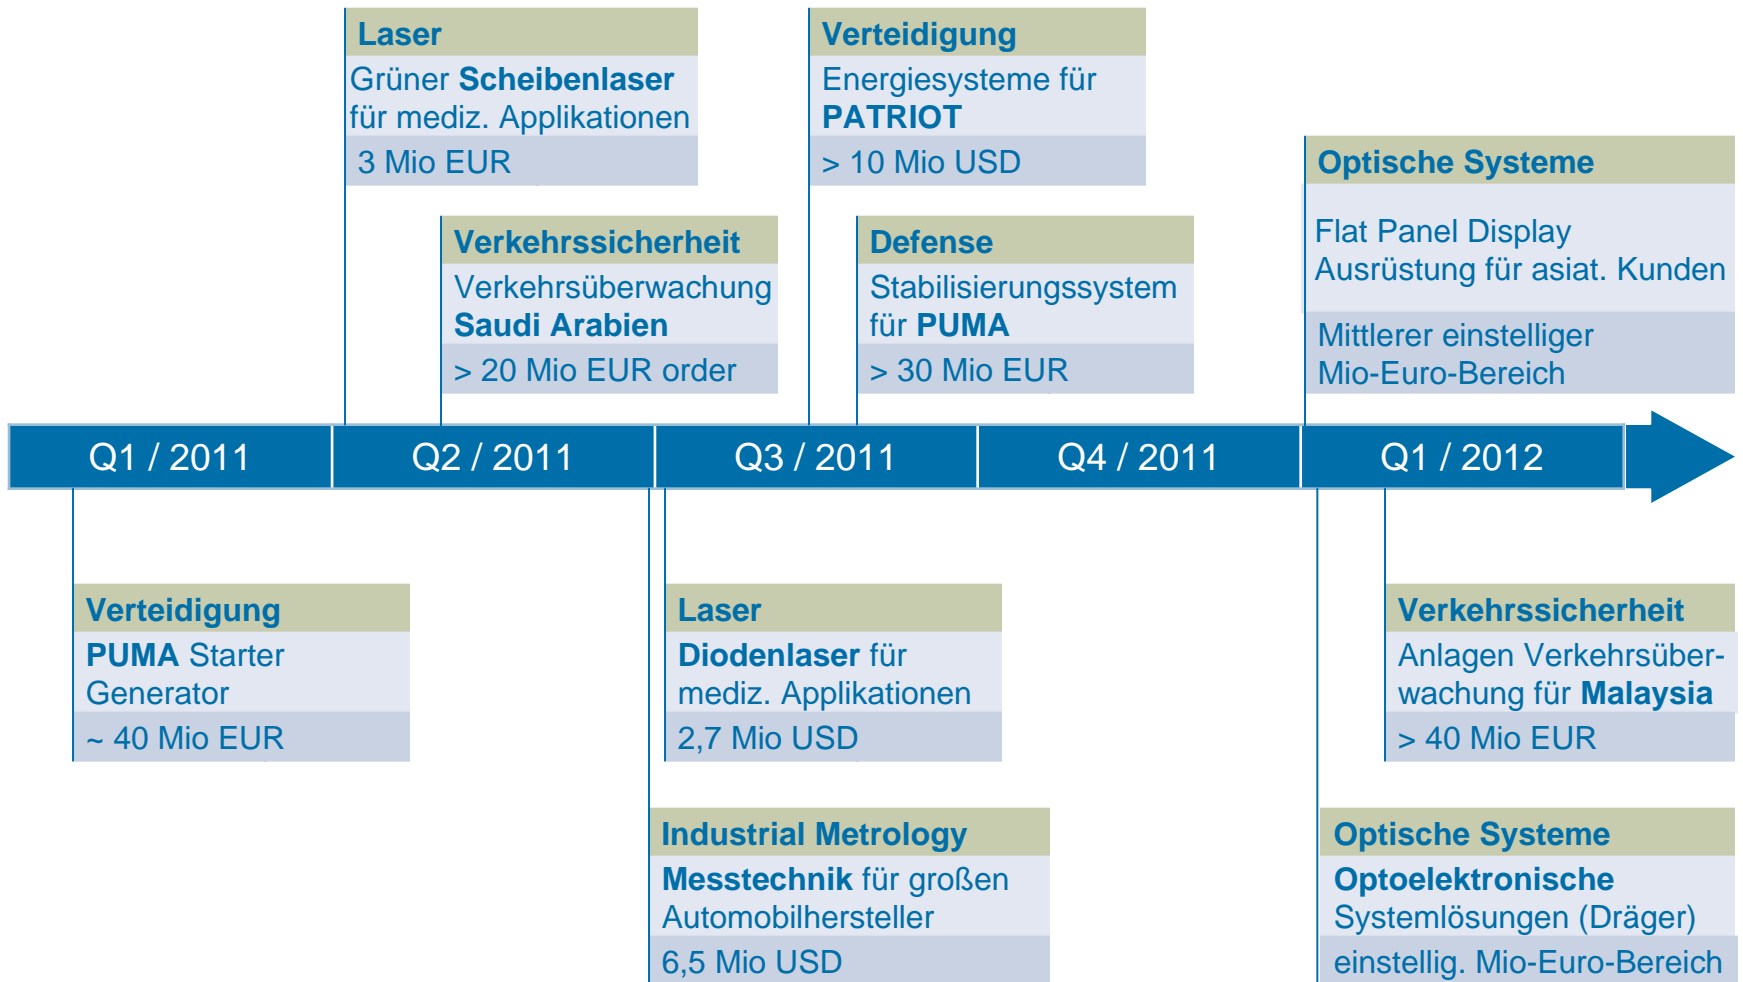 Laser
Grüner Scheibenlaser
für mediz. Applikationen
3 Mio EUR
Verteidigung
Energiesysteme für
PATRIOT
> 10 Mio USD
Optische Systeme
Flat Panel Display
Ausrüstung für asiat. Kunden
Mittlerer einstelliger
Mio-Euro-Bereich
Verkehrssicherheit
Verkehrsüberwachung
Saudi Arabien
> 20 Mio EUR order
Defense
Stabilisierungssystem
für PUMA
> 30 Mio EUR
Q1 / 2011
Q2 / 2011
Q3 / 2011
Q4 / 2011
Q1 / 2012
Verteidigung
PUMA Starter
Generator
~ 40 Mio EUR
Laser
Diodenlaser für
mediz. Applikationen
2,7 Mio USD
Verkehrssicherheit
Anlagen Verkehrsüber-
wachung für Malaysia
> 40 Mio EUR
Industrial Metrology
Messtechnik für großen
Automobilhersteller
6,5 Mio USD
Optische Systeme
Optoelektronische
Systemlösungen (Dräger)
einstellig. Mio-Euro-Bereich